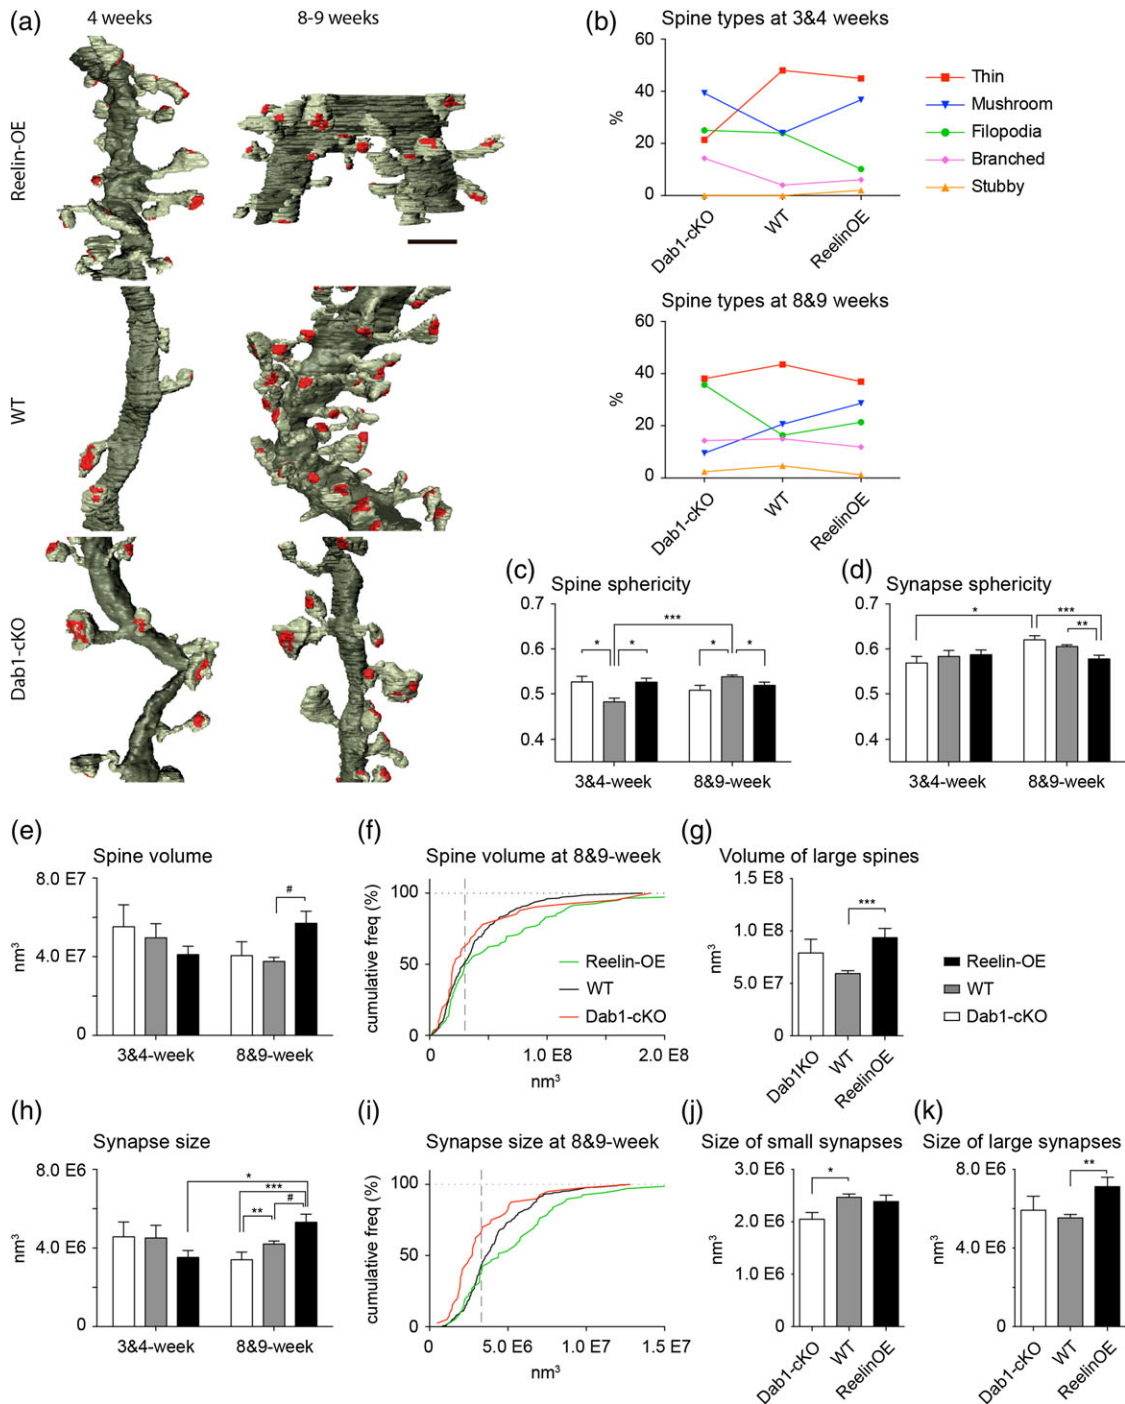 (a)
4 weeks
8-9 weeks
Reelin-OE
WT
Dab1-cKO
(b)
Spine types at 3&4 weeks
60
40
20
0
%
Dab1-cKO
WT
ReelinOE
Thin
Mushroom
Filopodia
Branched
Stubby
Spine types at 8&9 weeks
60
40
20
0
%
Dab1-cKO
WT
ReelinOE
(c)
Spine sphericity
0.7
0.6
0.5
0.4
*
*
***
*
*
3&4-week
8&9-week
(d)
Synapse sphericity
0.7
0.6
0.5
0.4
*
***
**
3&4-week
8&9-week
(e)
Spine volume
8.0 E7
4.0 E7
0
nm³
#
3&4-week
8&9-week
(f)
Spine volume at 8&9-week
cumulative freq (%)
100
50
0
Reelin-OE
WT
Dab1-cKO
0
1.0 E8
2.0 E8
nm³
(g)
Volume of large spines
1.5 E8
1.0 E8
5.0 E7
0
nm³
***
Dab1KO
WT
ReelinOE
Reelin-OE
WT
Dab1-cKO
(h)
Synapse size
8.0 E6
4.0 E6
0
nm³
*
***
**
#
3&4-week
8&9-week
(i)
Synapse size at 8&9-week
cumulative freq (%)
100
50
0
0
5.0 E6
1.0 E7
1.5 E7
nm³
(j)
Size of small synapses
3.0 E6
2.0 E6
1.0 E6
0
nm³
*
Dab1-cKO
WT
ReelinOE
(k)
Size of large synapses
8.0 E6
4.0 E6
0
nm³
**
Dab1-cKO
WT
ReelinOE